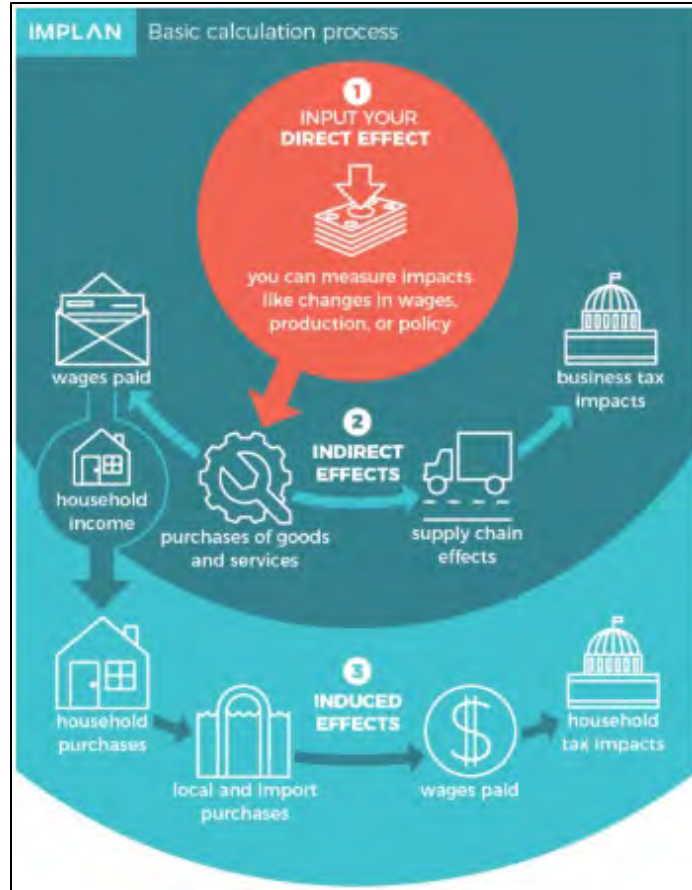 IMPLAN Basic calculation process
1
INPUT YOUR
DIRECT EFFECT
you can measure impacts
like changes in wages,
production, or policy
wages paid
business tax
impacts
2
INDIRECT
EFFECTS
household
income
purchases of goods
and services
supply chain
effects
3
INDUCED
EFFECTS
household
purchases
local and import
purchases
$
wages paid
household
tax impacts